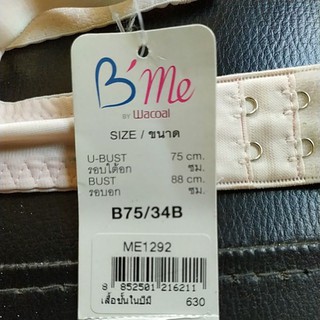 B'me
BY Wacoal
SIZE / ขนาด
U-BUST 75 cm.
รอบใต้อก ซม.
BUST 88 cm.
รอบอก ซม.
B75/34B
ME1292
8 852501 216211
เสื้อชั้นในบีมี 630